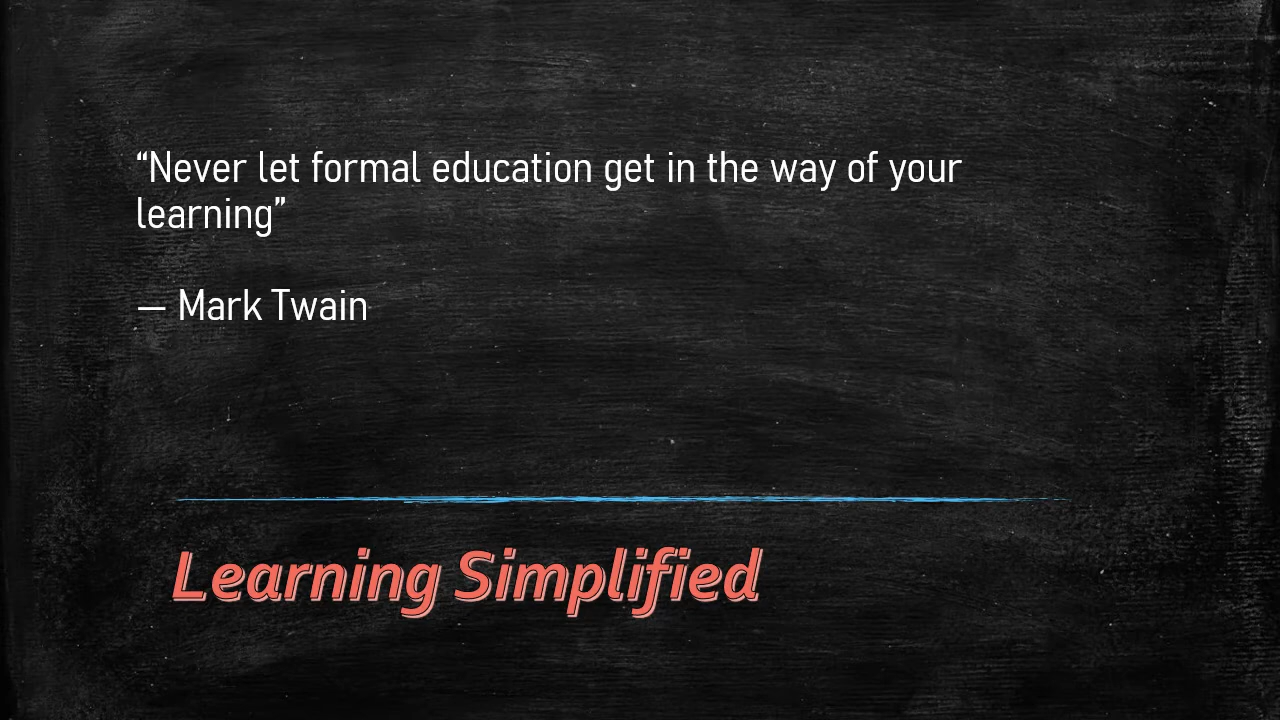 “Never let formal education get in the way of your
learning”
— Mark Twain
Learning Simplified